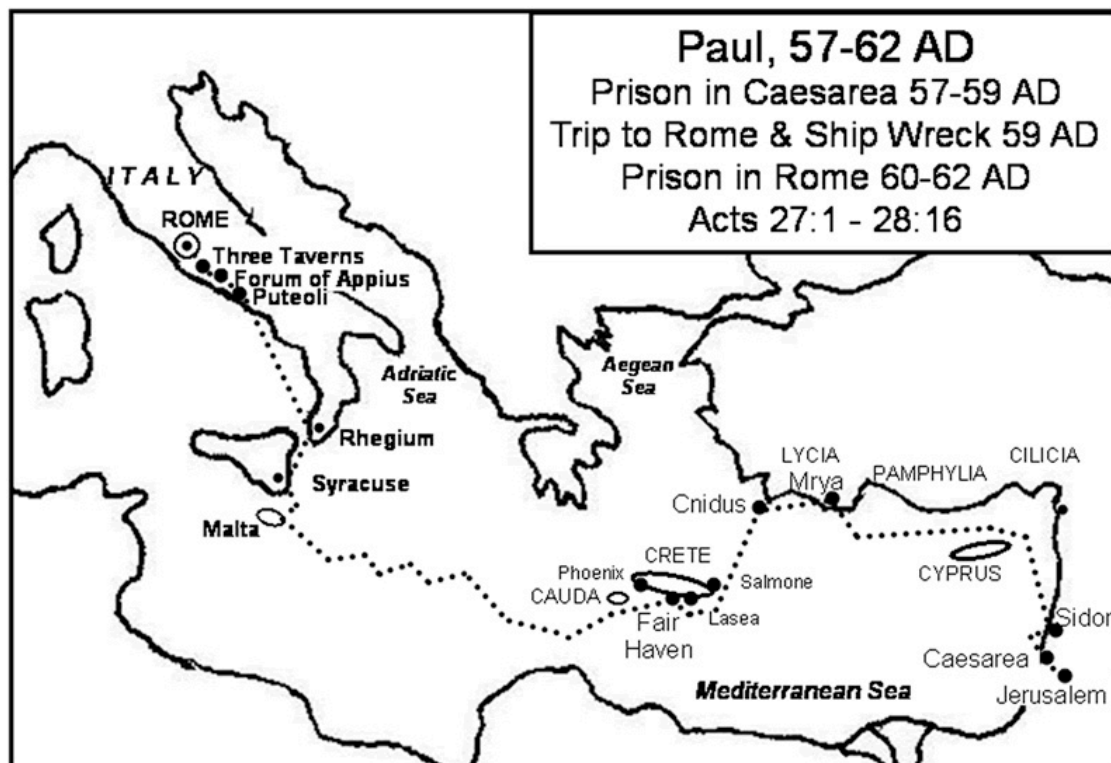 Paul, 57-62 AD
Prison in Caesarea 57-59 AD
Trip to Rome & Ship Wreck 59 AD
Prison in Rome 60-62 AD
Acts 27:1 - 28:16
ITALY
ROME
Three Taverns
Forum of Appius
Puteoli
Adriatic
Sea
Aegean
Sea
Rhegium
Syracuse
Malta
LYCIA
Mrya
PAMPHYLIA
CILICIA
Cnidus
CRETE
Phoenix
CAUDA
Salmone
Lasea
Fair
Haven
CYPRUS
Sidon
Caesarea
Jerusalem
Mediterranean Sea